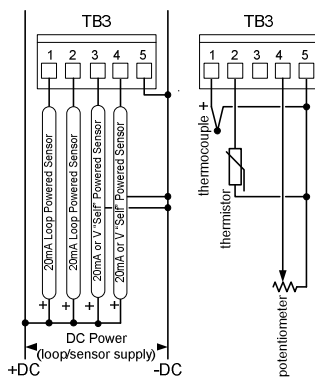 TB3
1 2 3 4 5
20mA Loop Powered Sensor
20mA Loop Powered Sensor
20mA or V "Self" Powered Sensor
20mA or V "Self" Powered Sensor
+ + + +
DC Power
(loop/sensor supply)
+DC -DC
TB3
1 2 3 4 5
thermocouple +
thermistor
potentiometer